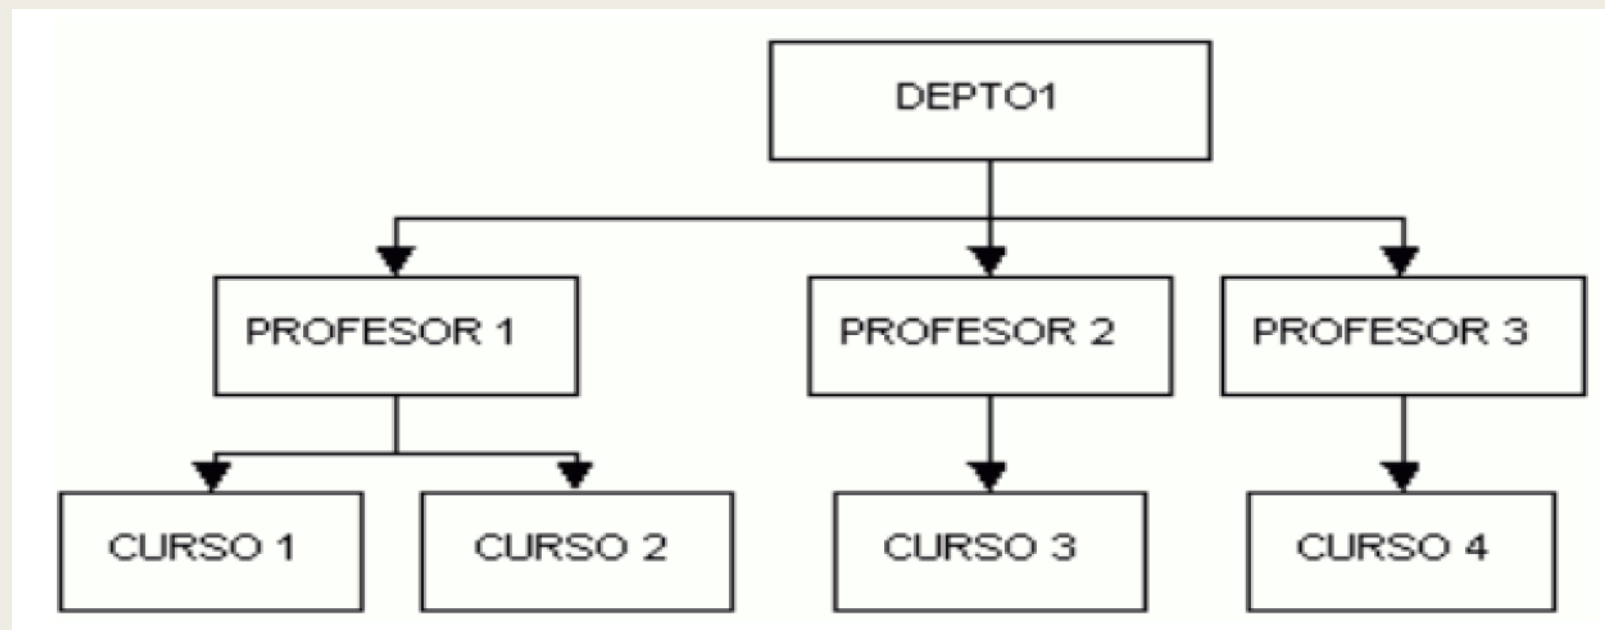 DEPTO1
PROFESOR 1
PROFESOR 2
PROFESOR 3
CURSO 1
CURSO 2
CURSO 3
CURSO 4